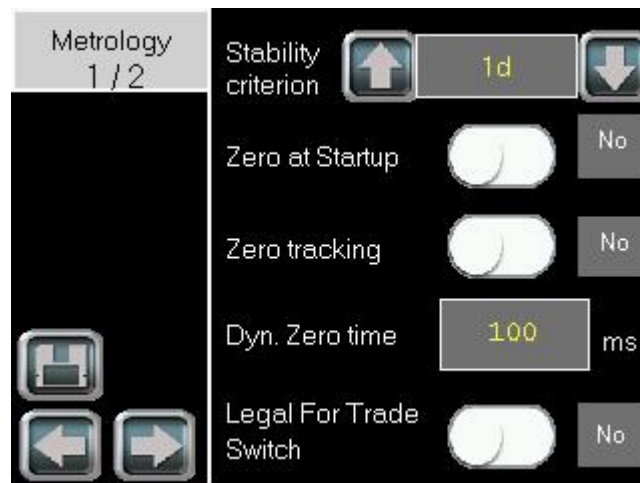 Metrology
1 / 2
Stability
criterion
1d
Zero at Startup
No
Zero tracking
No
Dyn. Zero time
100
ms
Legal For Trade
Switch
No